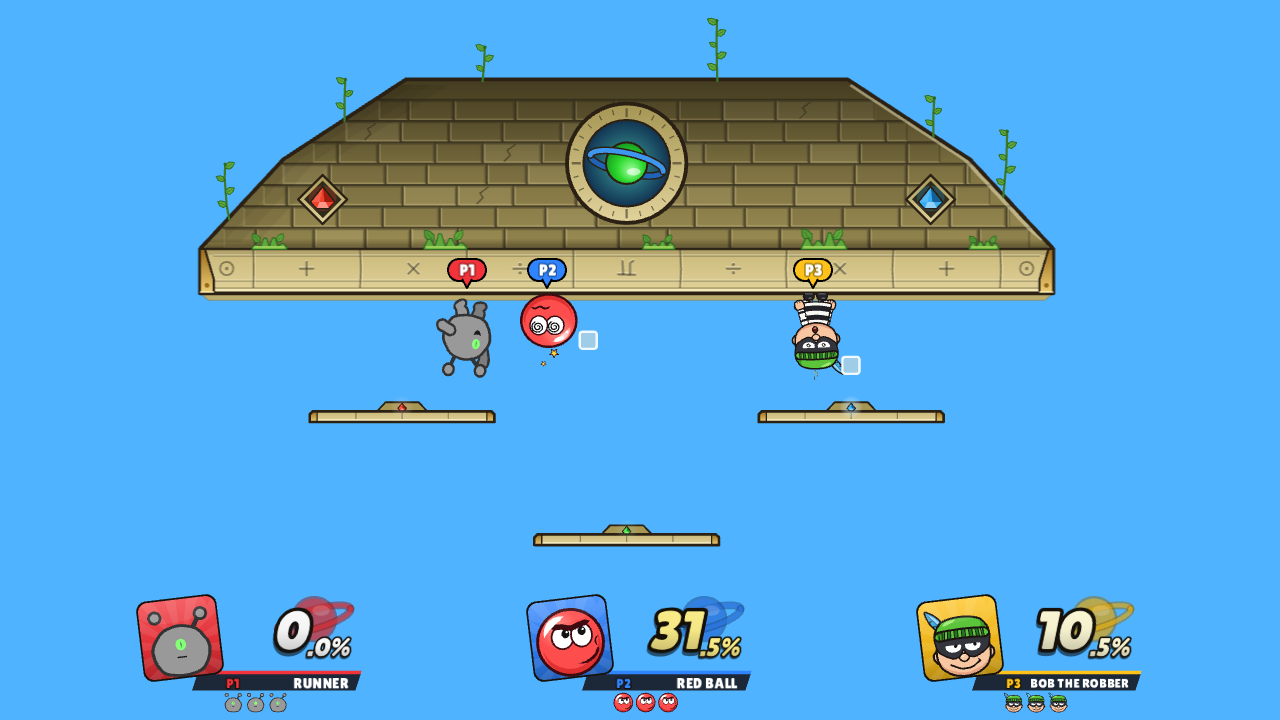 P1
P2
P3
0.0%
P1 RUNNER
31.5%
P2 RED BALL
10.5%
P3 BOB THE ROBBER